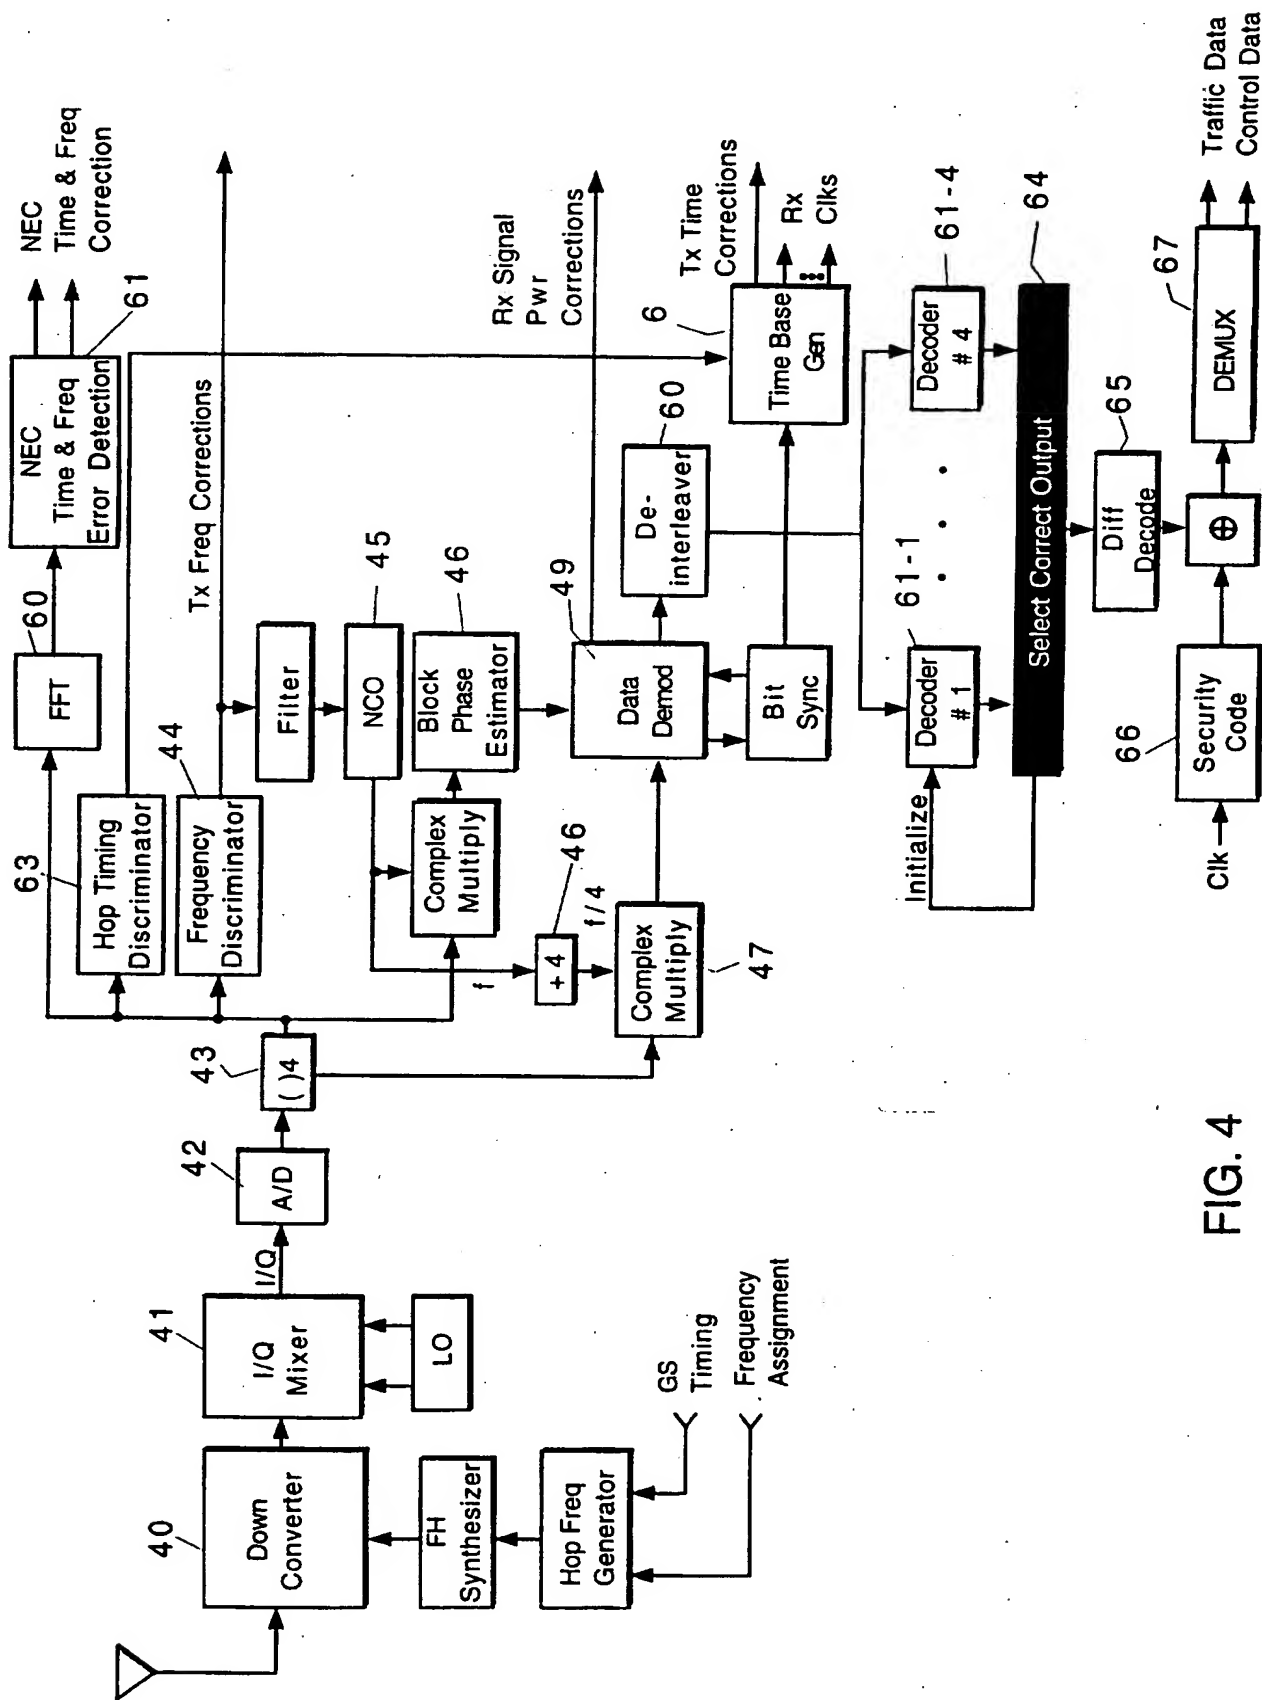 40
Down
Converter
FH
Synthesizer
Hop Freq
Generator
GS
Timing
Frequency
Assignment
41
I/Q
Mixer
LO
I/Q
42
A/D
43
( )4
63
Hop Timing
Discriminator
44
Frequency
Discriminator
60
FFT
NEC
Time & Freq
Error Detection
61
NEC
Time & Freq
Correction
Tx Freq Corrections
Filter
45
NCO
46
Block
Phase
Estimator
Complex
Multiply
f
46
+ 4
f/4
Complex
Multiply
47
49
Data
Demod
Bit
Sync
Rx Signal
Pwr
Corrections
60
De-
interleaver
6
Time Base
Gen
Tx Time
Corrections
Rx
Clks
Initialize
61-1
Decoder
# 1
61-4
Decoder
# 4
64
Select Correct Output
65
Diff
Decode
Clk
66
Security
Code
⊕
67
DEMUX
Traffic Data
Control Data
FIG. 4